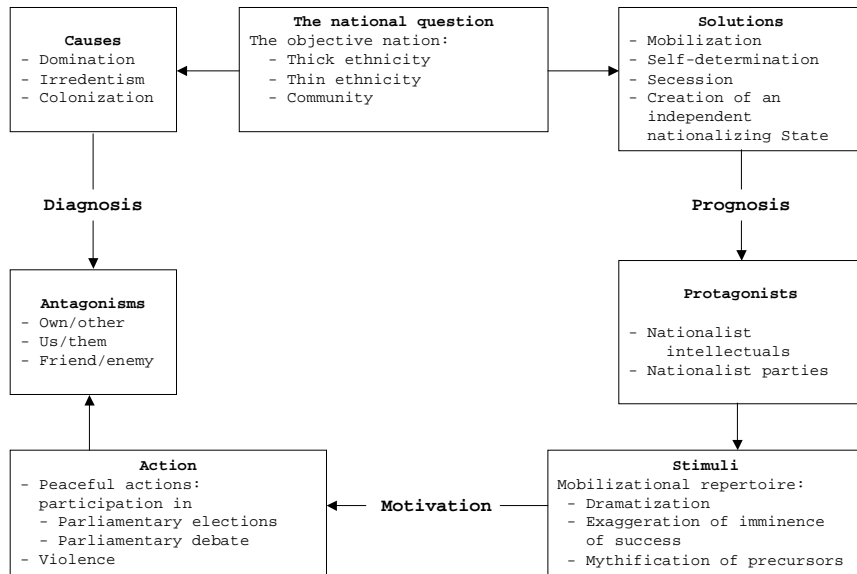 Causes
- Domination
- Irredentism
- Colonization
The national question
The objective nation:
- Thick ethnicity
- Thin ethnicity
- Community
Solutions
- Mobilization
- Self-determination
- Secession
- Creation of an
independent
nationalizing State
Diagnosis
Prognosis
Antagonisms
- Own/other
- Us/them
- Friend/enemy
Protagonists
- Nationalist
intellectuals
- Nationalist parties
Action
- Peaceful actions:
participation in
- Parliamentary elections
- Parliamentary debate
- Violence
Motivation
Stimuli
Mobilizational repertoire:
- Dramatization
- Exaggeration of imminence
of success
- Mythification of precursors